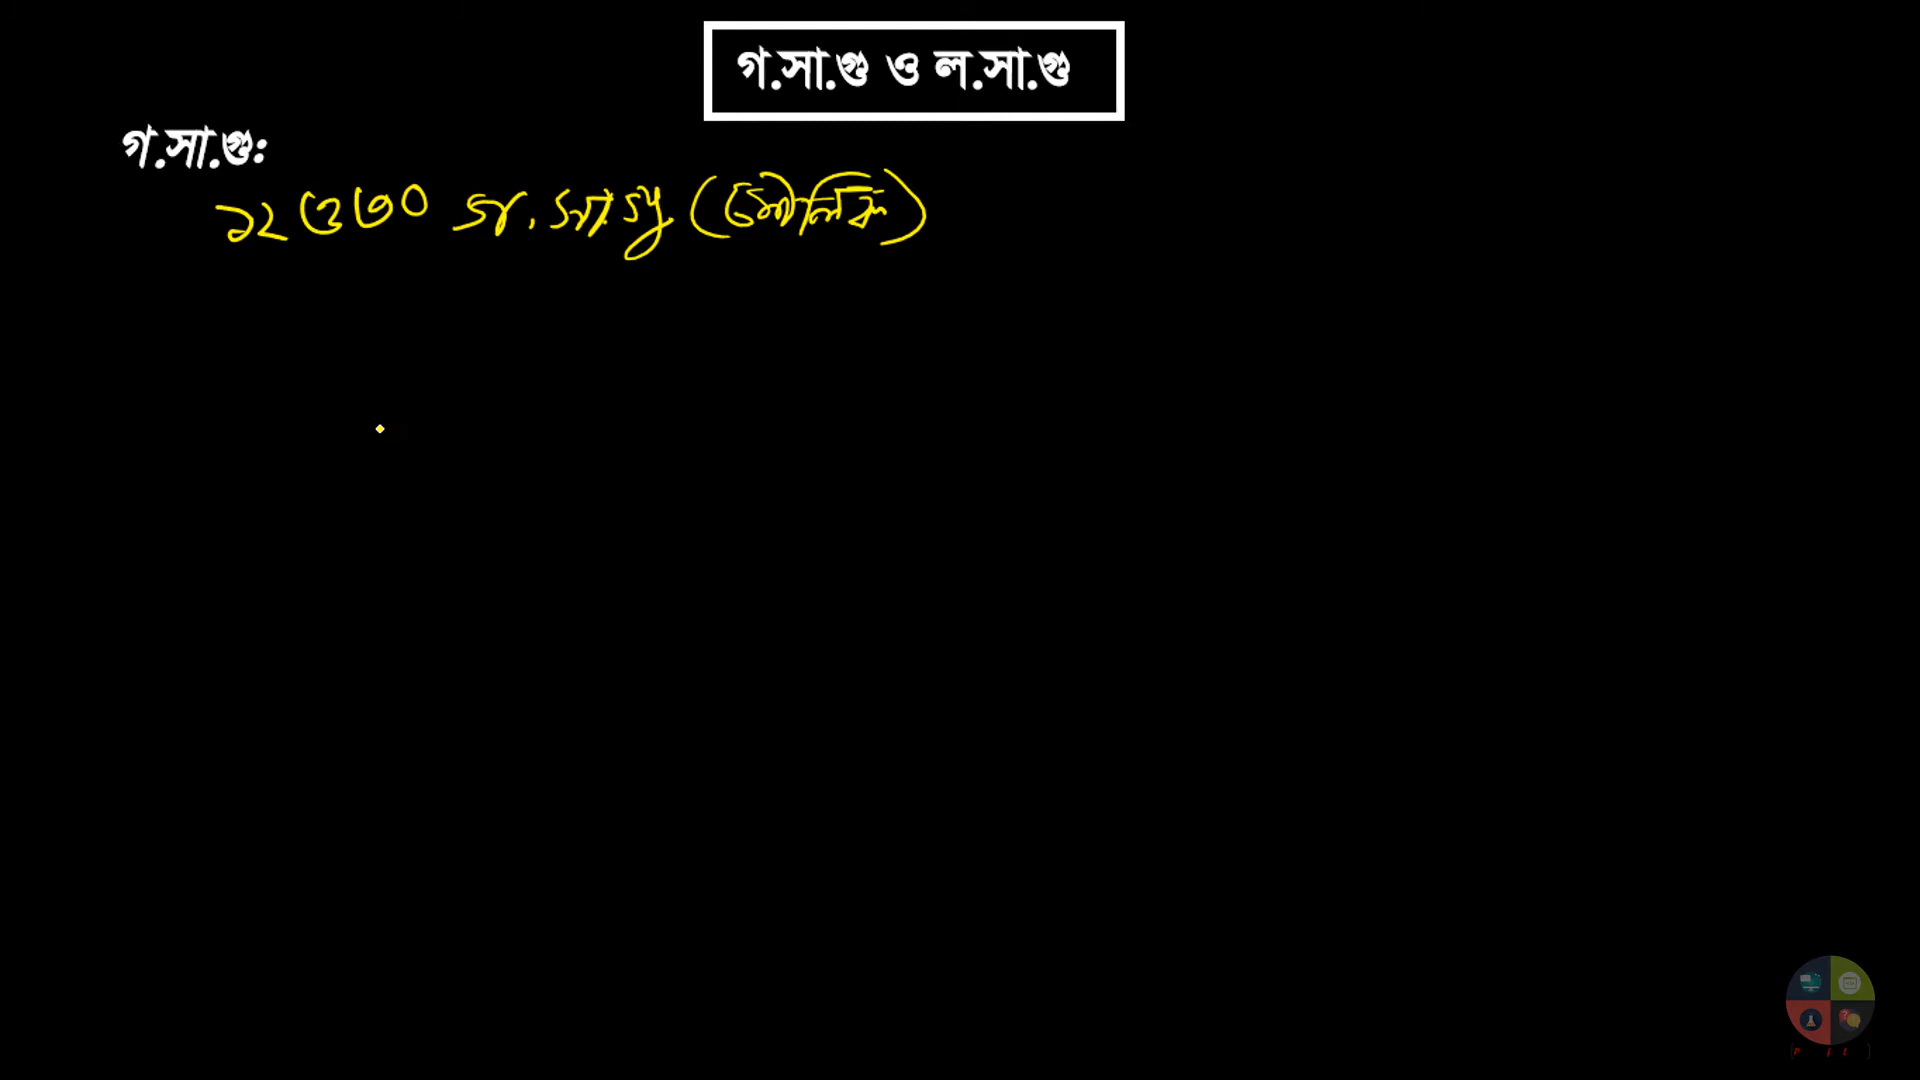 গ.সা.গু ও ল.সা.গু
গ.সা.গু:
১২ ও ৩০ গ.সা.গু (মৌলিক)